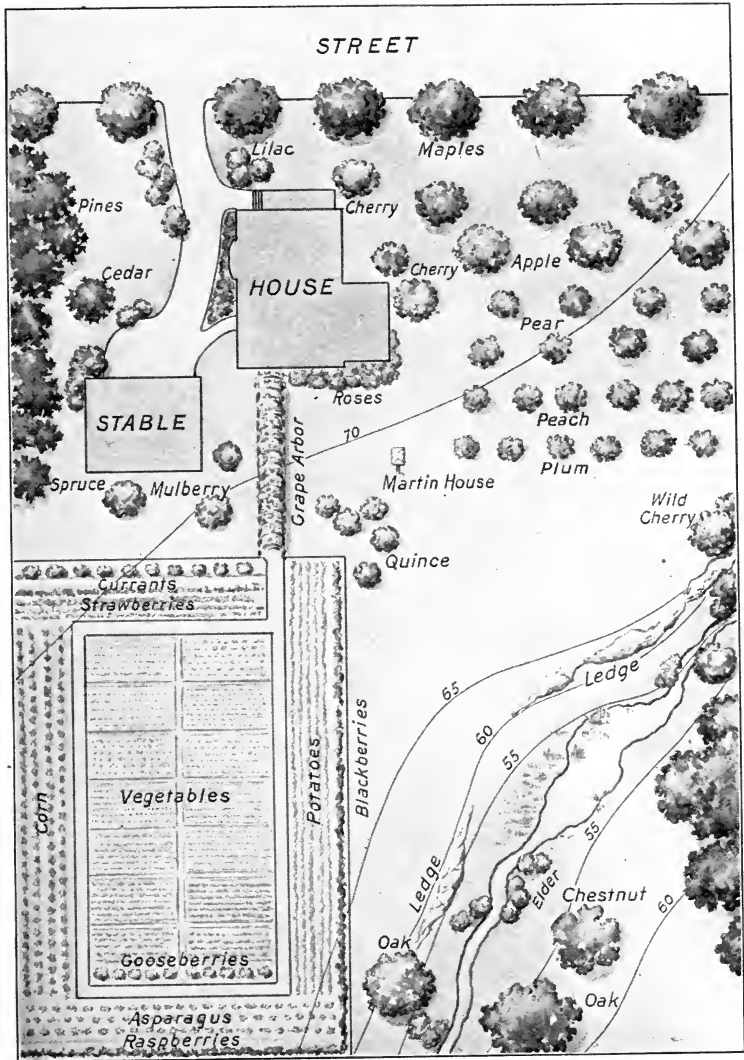 STREET
Lilac
Maples
Pines
Cherry
Cedar
HOUSE
Cherry
Apple
Pear
Roses
Peach
STABLE
70
Plum
Grape Arbor
Martin House
Spruce
Mulberry
Wild
Cherry
Quince
Currants
Strawberries
65
Ledge
60
55
Corn
Vegetables
Potatoes
Blackberries
55
Ledge
Elder
Chestnut
60
Oak
Gooseberries
Oak
Asparagus
Raspberries